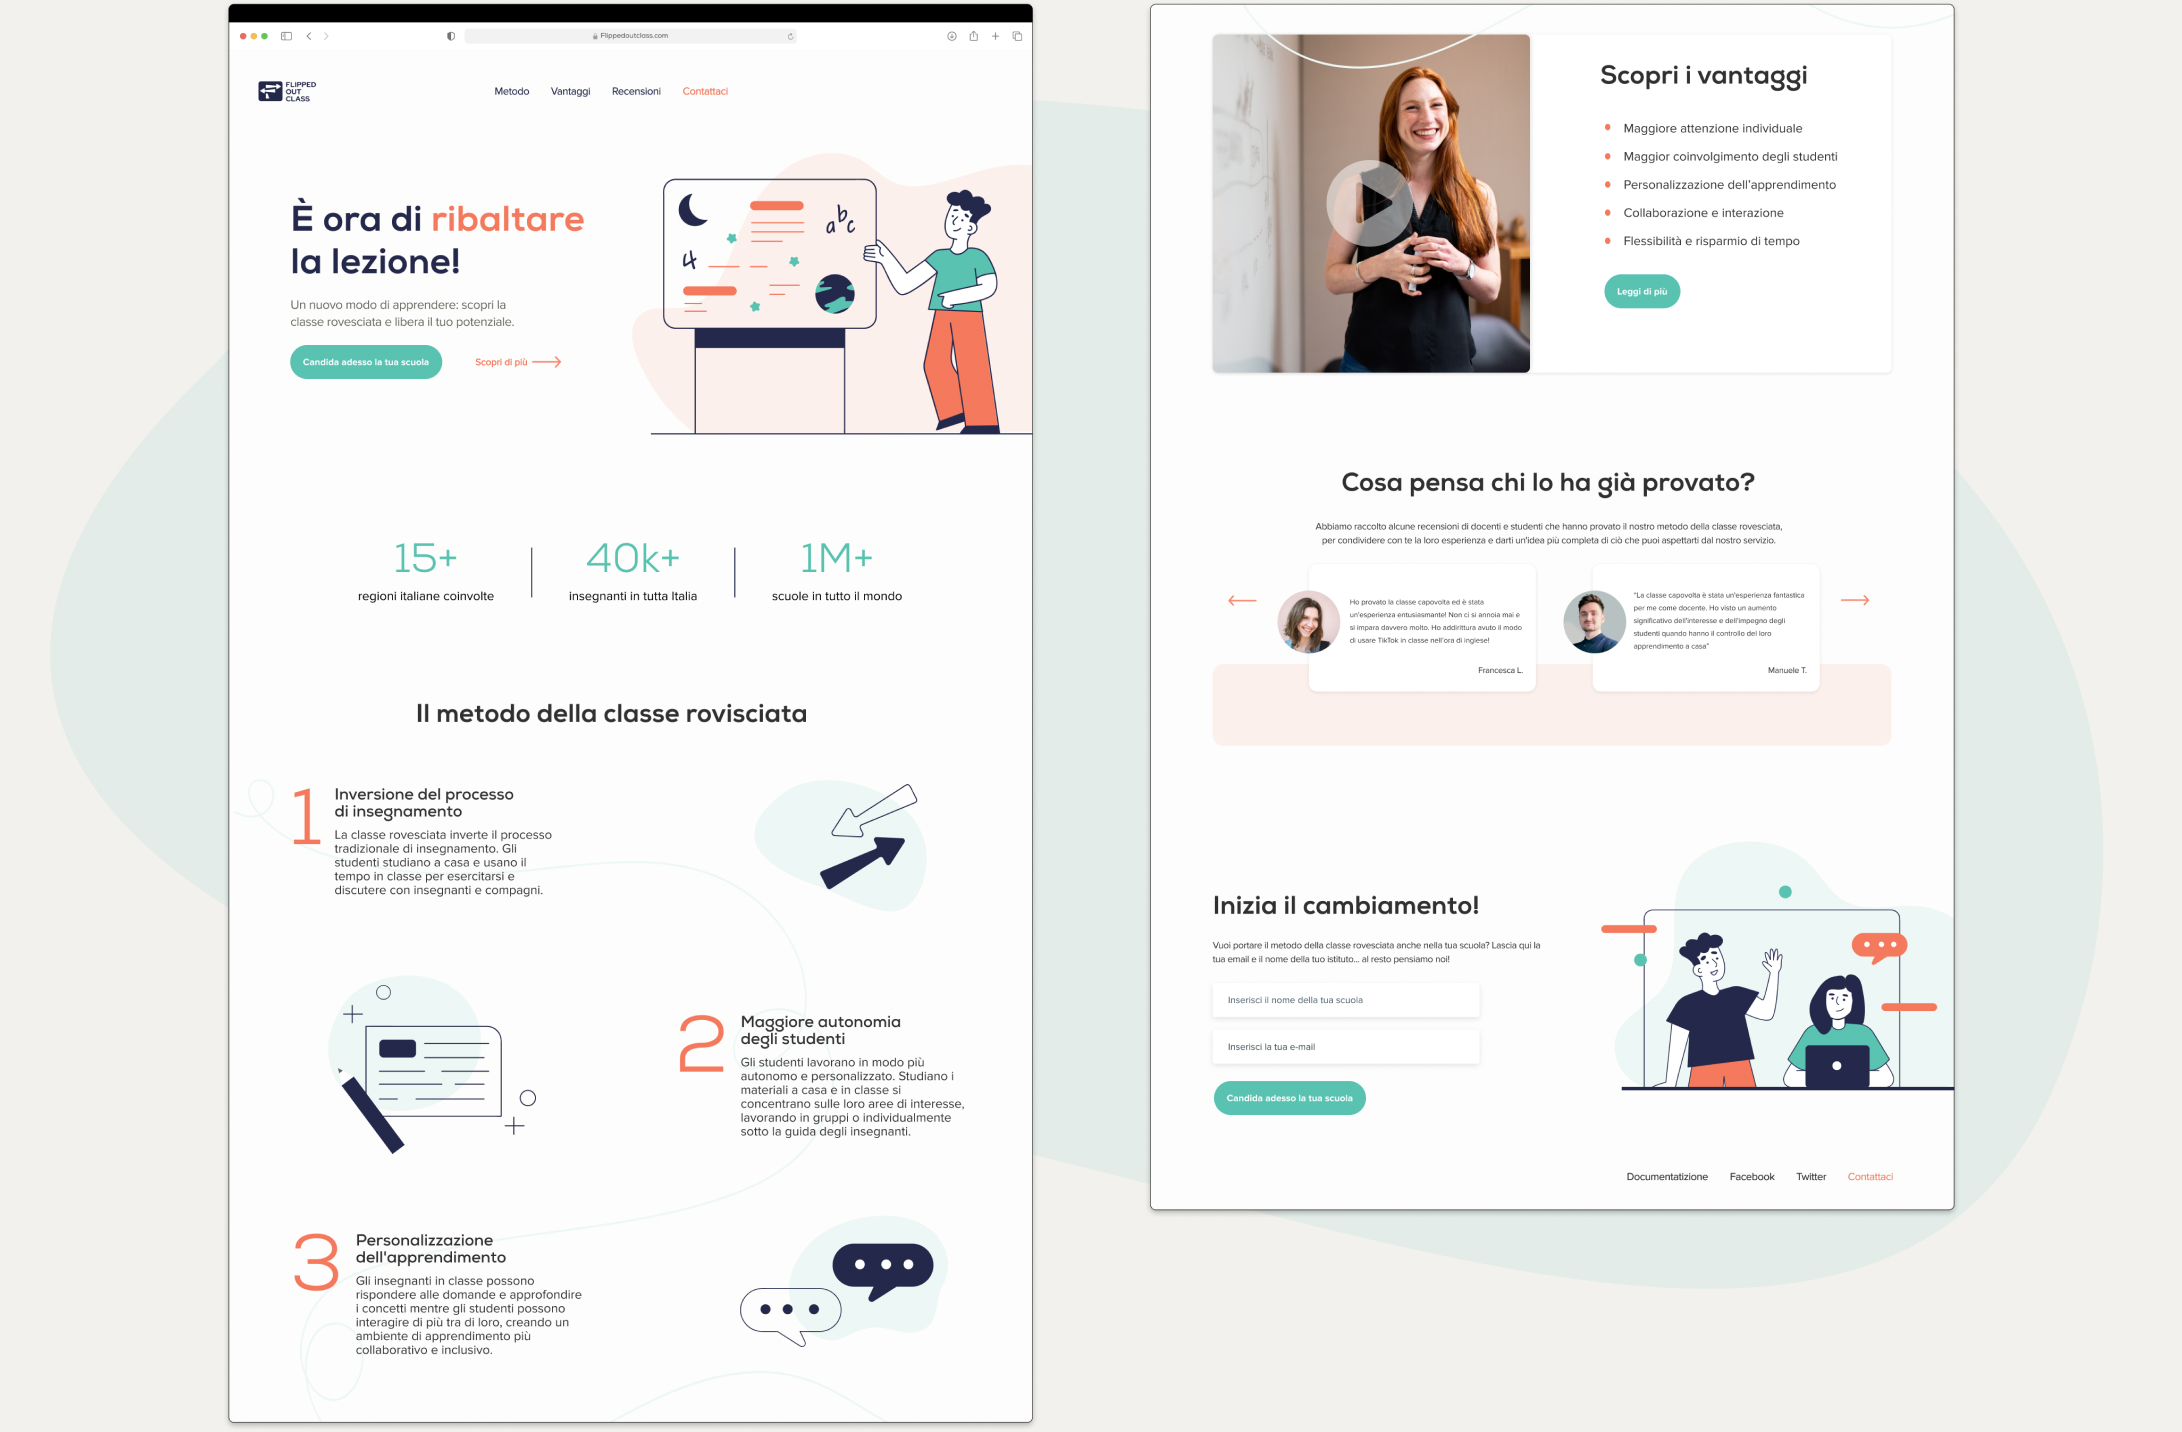 Flippedoutclass.com
FLIPPED
OUT
CLASS
Metodo Vantaggi Recensioni Contattaci
È ora di ribaltare
la lezione!
Un nuovo modo di apprendere: scopri la
classe rovesciata e libera il tuo potenziale.
Candida adesso la tua scuola
Scopri di più
a b c
4
15+
regioni italiane coinvolte
40k+
insegnanti in tutta Italia
1M+
scuole in tutto il mondo
Il metodo della classe rovisciata
1
Inversione del processo
di insegnamento
La classe rovesciata inverte il processo
tradizionale di insegnamento. Gli
studenti studiano a casa e usano il
tempo in classe per esercitarsi e
discutere con insegnanti e compagni.
2
Maggiore autonomia
degli studenti
Gli studenti lavorano in modo più
autonomo e personalizzato. Studiano i
materiali a casa e in classe si
concentrano sulle loro aree di interesse,
lavorando in gruppi o individualmente
sotto la guida degli insegnanti.
3
Personalizzazione
dell'apprendimento
Gli insegnanti in classe possono
rispondere alle domande e approfondire
i concetti mentre gli studenti possono
interagire di più tra di loro, creando un
ambiente di apprendimento più
collaborativo e inclusivo.
Scopri i vantaggi
Maggiore attenzione individuale
Maggior coinvolgimento degli studenti
Personalizzazione dell'apprendimento
Collaborazione e interazione
Flessibilità e risparmio di tempo
Leggi di più
Cosa pensa chi lo ha già provato?
Abbiamo raccolto alcune recensioni di docenti e studenti che hanno provato il nostro metodo della classe rovesciata,
per condividere con te la loro esperienza e darti un'idea più completa di ciò che puoi aspettarti dal nostro servizio.
Ho provato la classe capovolta ed è stata
un'esperienza entusiasmante! Non ci si annoia mai e
si impara davvero molto. Ho addirittura avuto il modo
di usare TikTok in classe nell'ora di inglese!
Francesca L.
"La classe capovolta è stata un'esperienza fantastica
per me come docente. Ho visto un aumento
significativo dell'interesse e dell'impegno degli
studenti quando hanno il controllo del loro
apprendimento a casa"
Manuele T.
Inizia il cambiamento!
Vuoi portare il metodo della classe rovesciata anche nella tua scuola? Lascia qui la
tua email e il nome della tuo istituto... al resto pensiamo noi!
Inserisci il nome della tua scuola
Inserisci la tua e-mail
Candida adesso la tua scuola
Documentatizione Facebook Twitter Contattaci